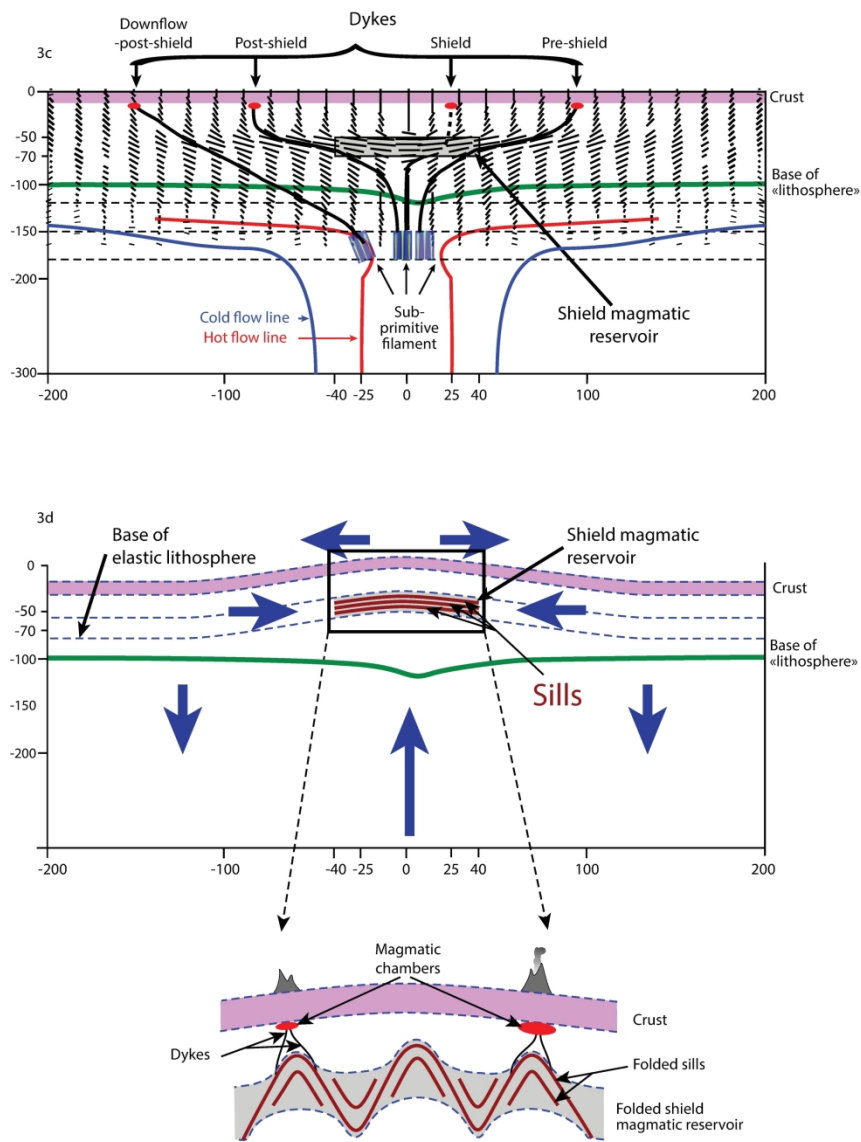 Dykes
Downflow
-post-shield
Post-shield
Shield
Pre-shield
3c
0
Crust
-50
-70
-100
Base of
«lithosphere»
-150
-200
Cold flow line
Hot flow line
Sub-
primitive
filament
Shield magmatic
reservoir
-300
-200
-100
-40
-25
0
25
40
100
200
3d
Base of
elastic lithosphere
Shield magmatic
reservoir
0
Crust
-50
-70
-100
Base of
«lithosphere»
-150
Sills
-200
-200
-100
-40
-25
0
25
40
100
200
Magmatic
chambers
Crust
Dykes
Folded sills
Folded shield
magmatic reservoir